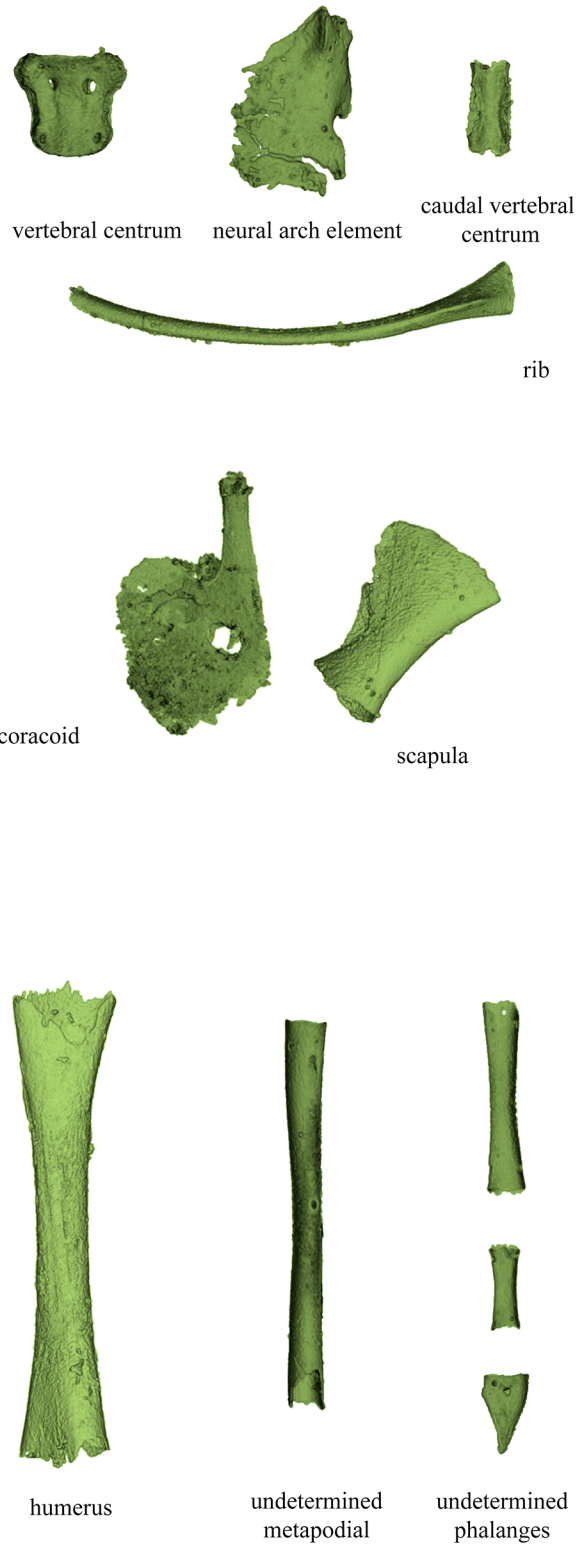 vertebral centrum
neural arch element
caudal vertebral
centrum
rib
coracoid
scapula
humerus
undetermined
metapodial
undetermined
phalanges